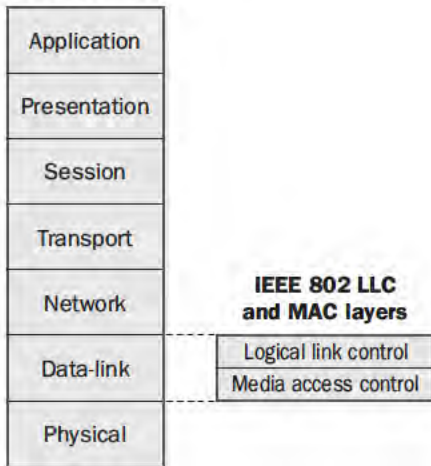 Application
Presentation
Session
Transport
Network
Data-link
Physical
IEEE 802 LLC
and MAC layers
Logical link control
Media access control